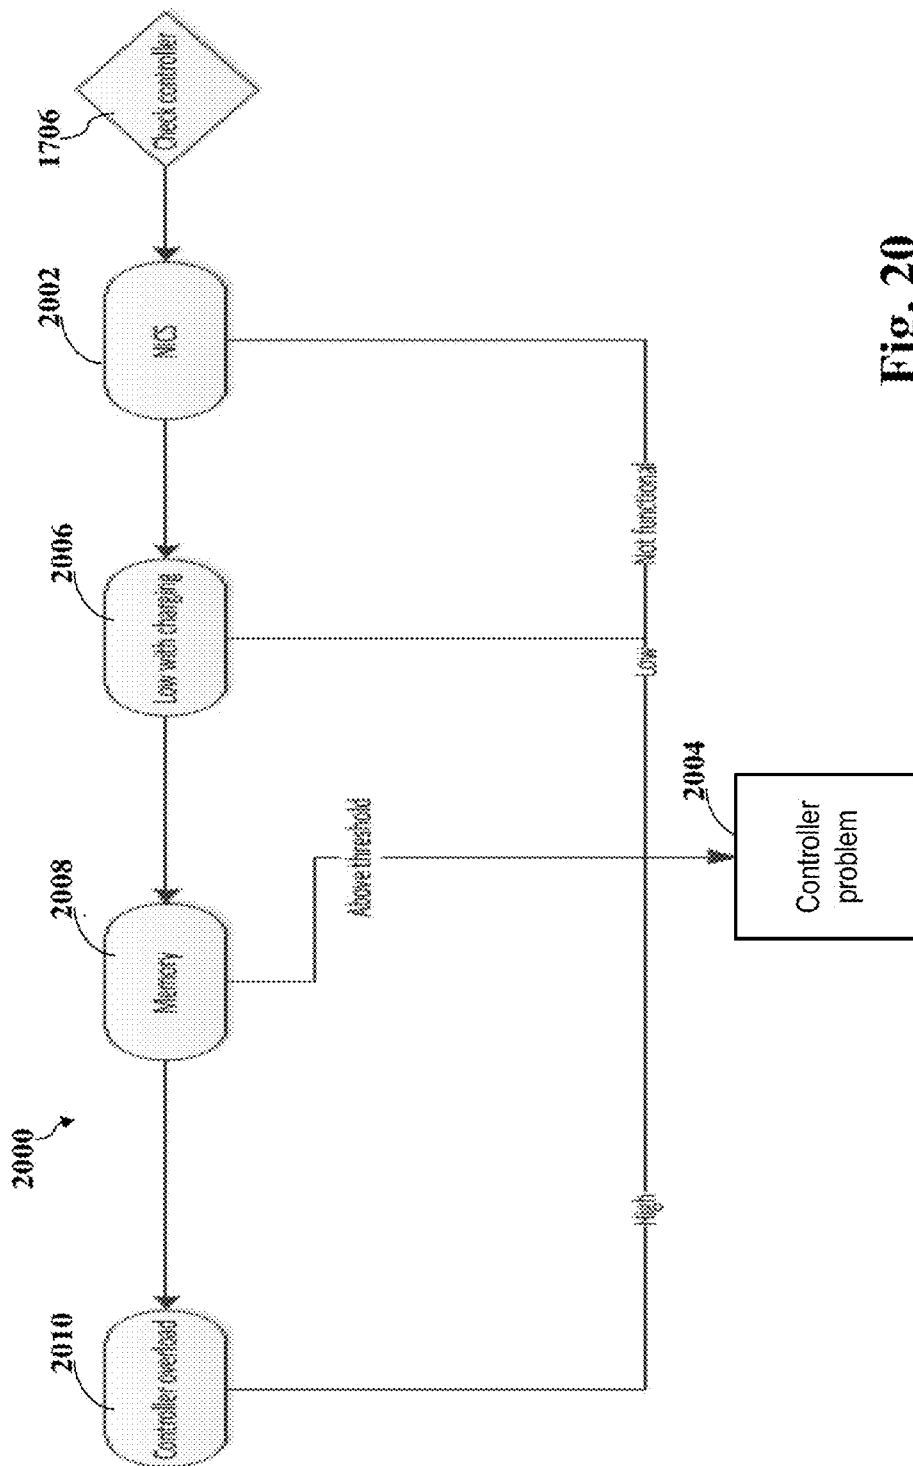 1706
Check controller
2002
NICS
2006
Low with charging
2008
Memory
2000
2010
Controller overload
Not functional
Low
Above threshold
High
2004
Controller
problem
Fig. 20